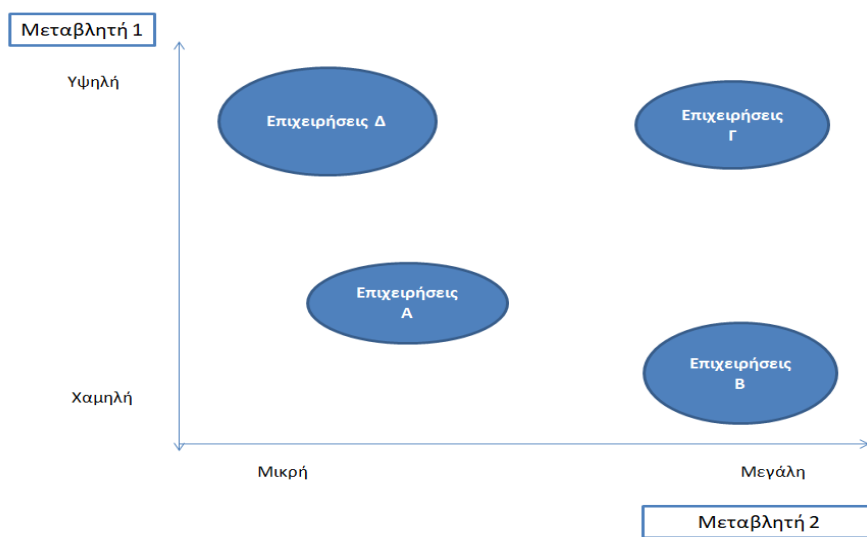 Μεταβλητή 1
Υψηλή
Επιχειρήσεις Δ
Επιχειρήσεις
Γ
Επιχειρήσεις
Α
Επιχειρήσεις
Β
Χαμηλή
Μικρή
Μεγάλη
Μεταβλητή 2